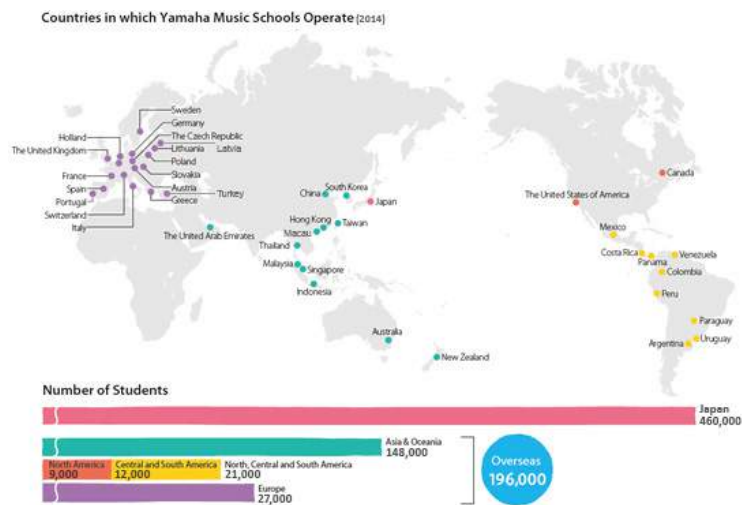 Countries in which Yamaha Music Schools Operate (2014)
Sweden
Germany
Holland
The Czech Republic
The United Kingdom
Lithuania
Latvia
Poland
France
Slovakia
Spain
Austria
Turkey
Portugal
Greece
Switzerland
Italy
The United Arab Emirates
China
South Korea
Japan
Hong Kong
Taiwan
Macau
Thailand
Malaysia
Singapore
Indonesia
Australia
New Zealand
Canada
The United States of America
Mexico
Costa Rica
Panama
Venezuela
Colombia
Peru
Paraguay
Uruguay
Argentina
Number of Students
Japan
460,000
Asia & Oceania
148,000
North America
9,000
Central and South America
12,000
North, Central and South America
21,000
Europe
27,000
Overseas
196,000